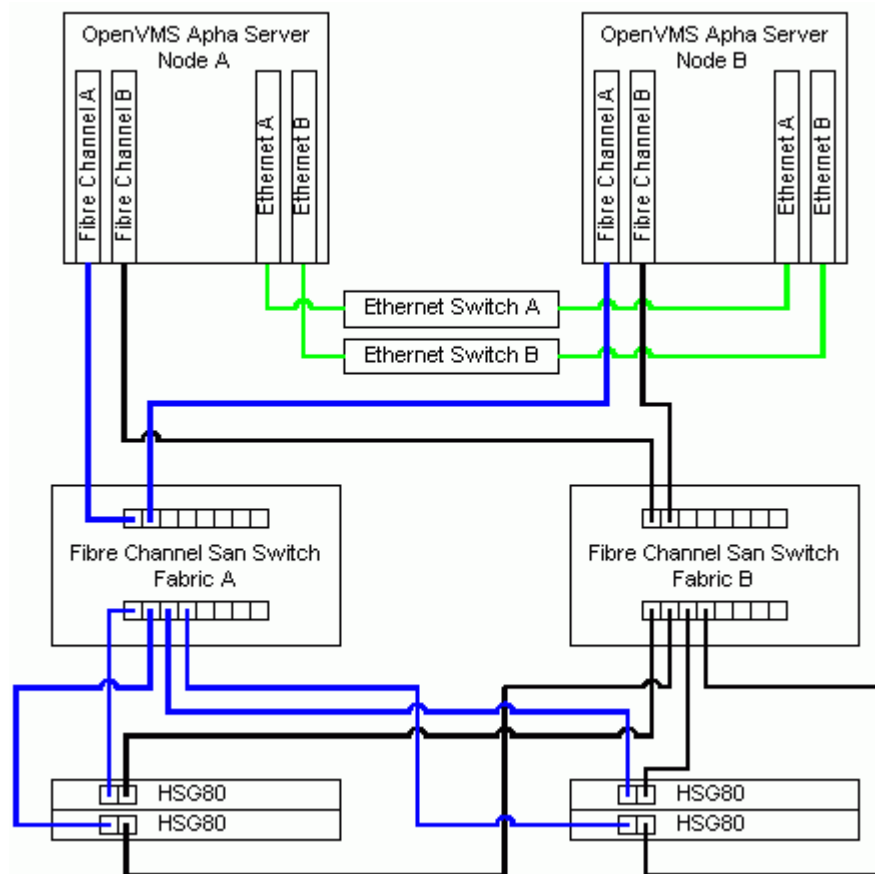 OpenVMS Apha Server
Node A
Fibre Channel A
Fibre Channel B
Ethernet A
Ethernet B
OpenVMS Apha Server
Node B
Fibre Channel A
Fibre Channel B
Ethernet A
Ethernet B
Ethernet Switch A
Ethernet Switch B
Fibre Channel San Switch
Fabric A
Fibre Channel San Switch
Fabric B
HSG80
HSG80
HSG80
HSG80